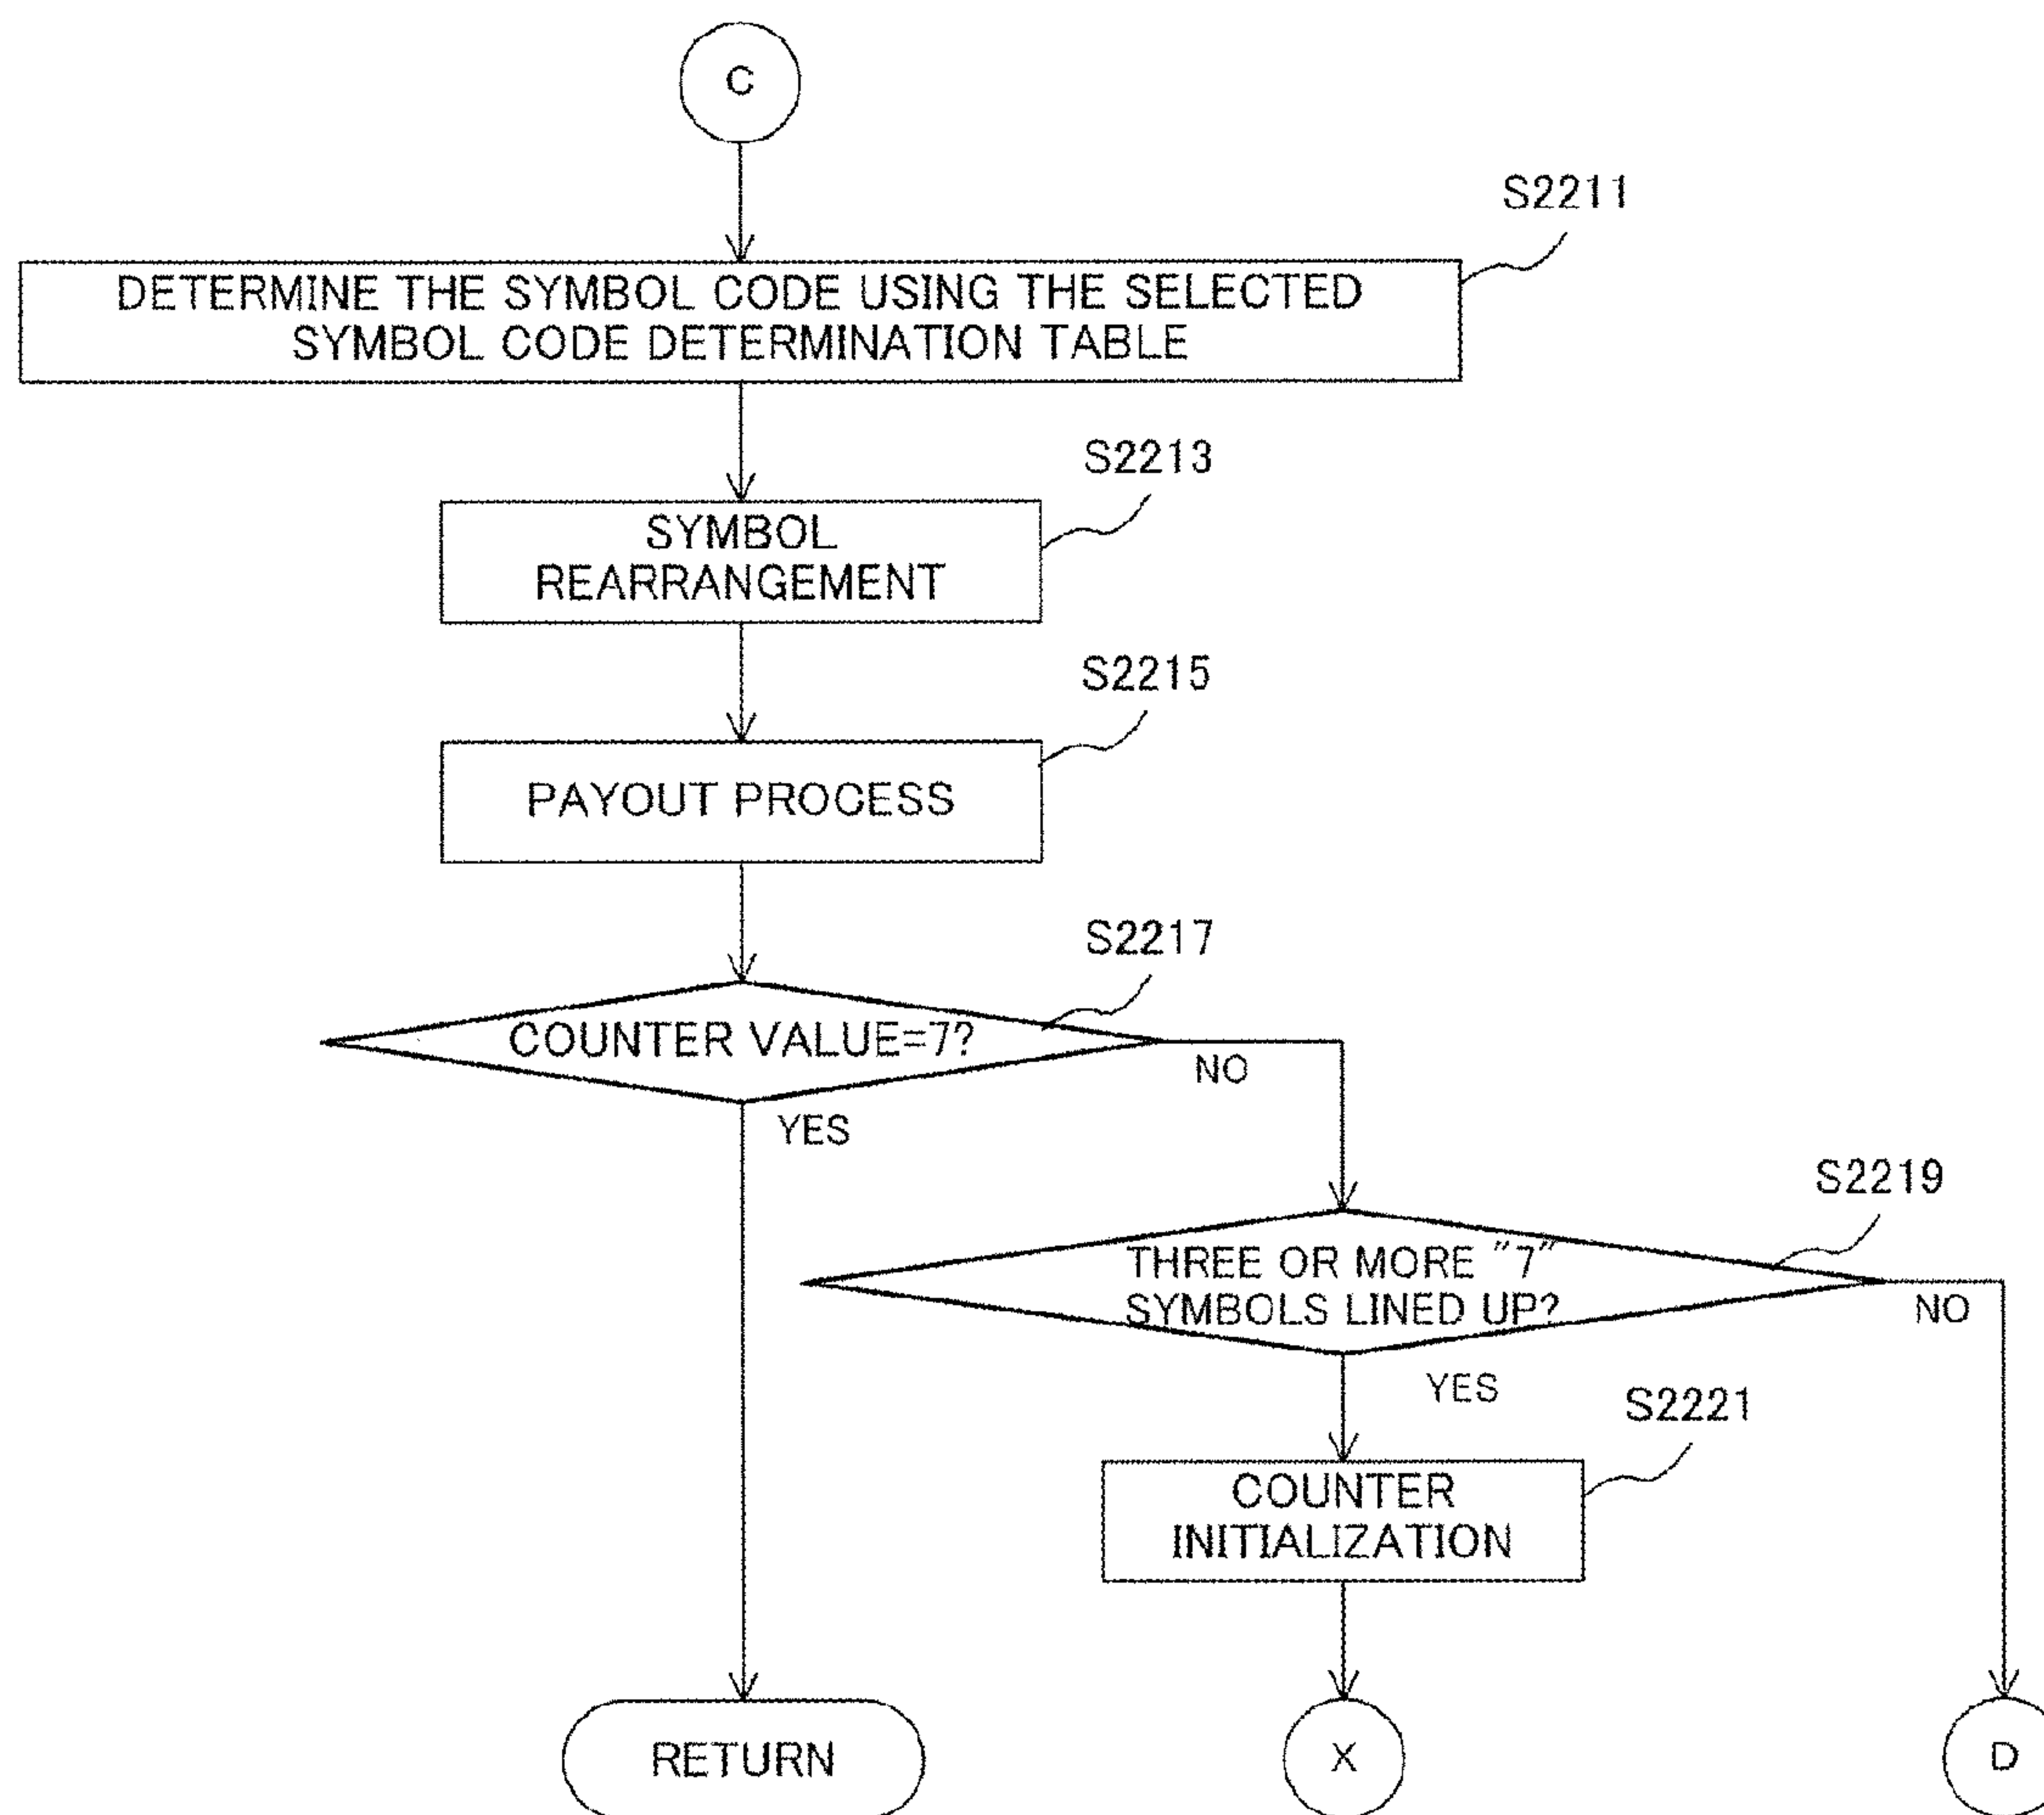 C
S2211
DETERMINE THE SYMBOL CODE USING THE SELECTED
SYMBOL CODE DETERMINATION TABLE
S2213
SYMBOL
REARRANGEMENT
S2215
PAYOUT PROCESS
S2217
COUNTER VALUE=7?
NO
YES
S2219
THREE OR MORE "7"
SYMBOLS LINED UP?
NO
YES
S2221
COUNTER
INITIALIZATION
RETURN
X
D